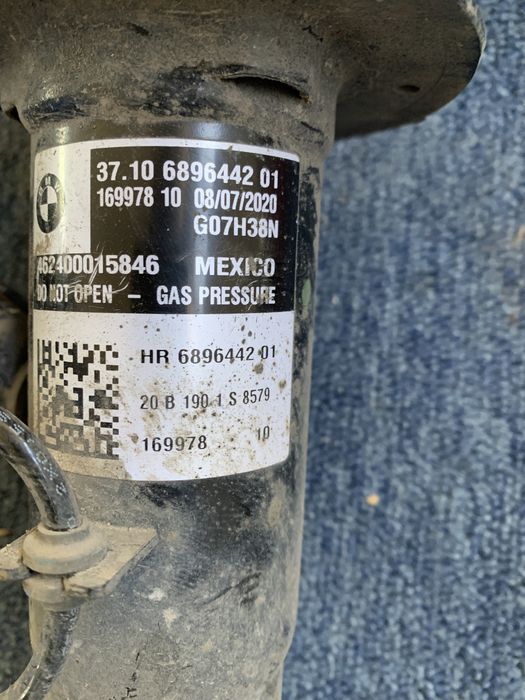 37.10 6896442 01
169978 10 08/07/2020
G07H38N
462400015846 MEXICO
DO NOT OPEN – GAS PRESSURE
HR 6896442 01
20 B 190 1 S 8579
169978 10